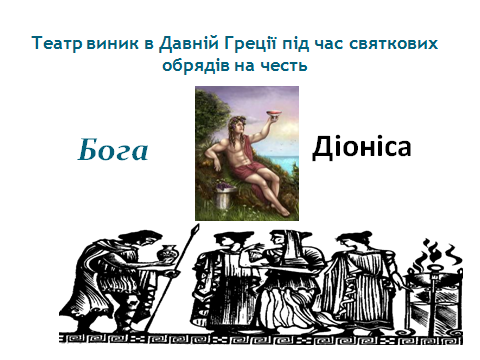 Театр виник в Давній Греції під час святкових
обрядів на честь
Бога
Діоніса